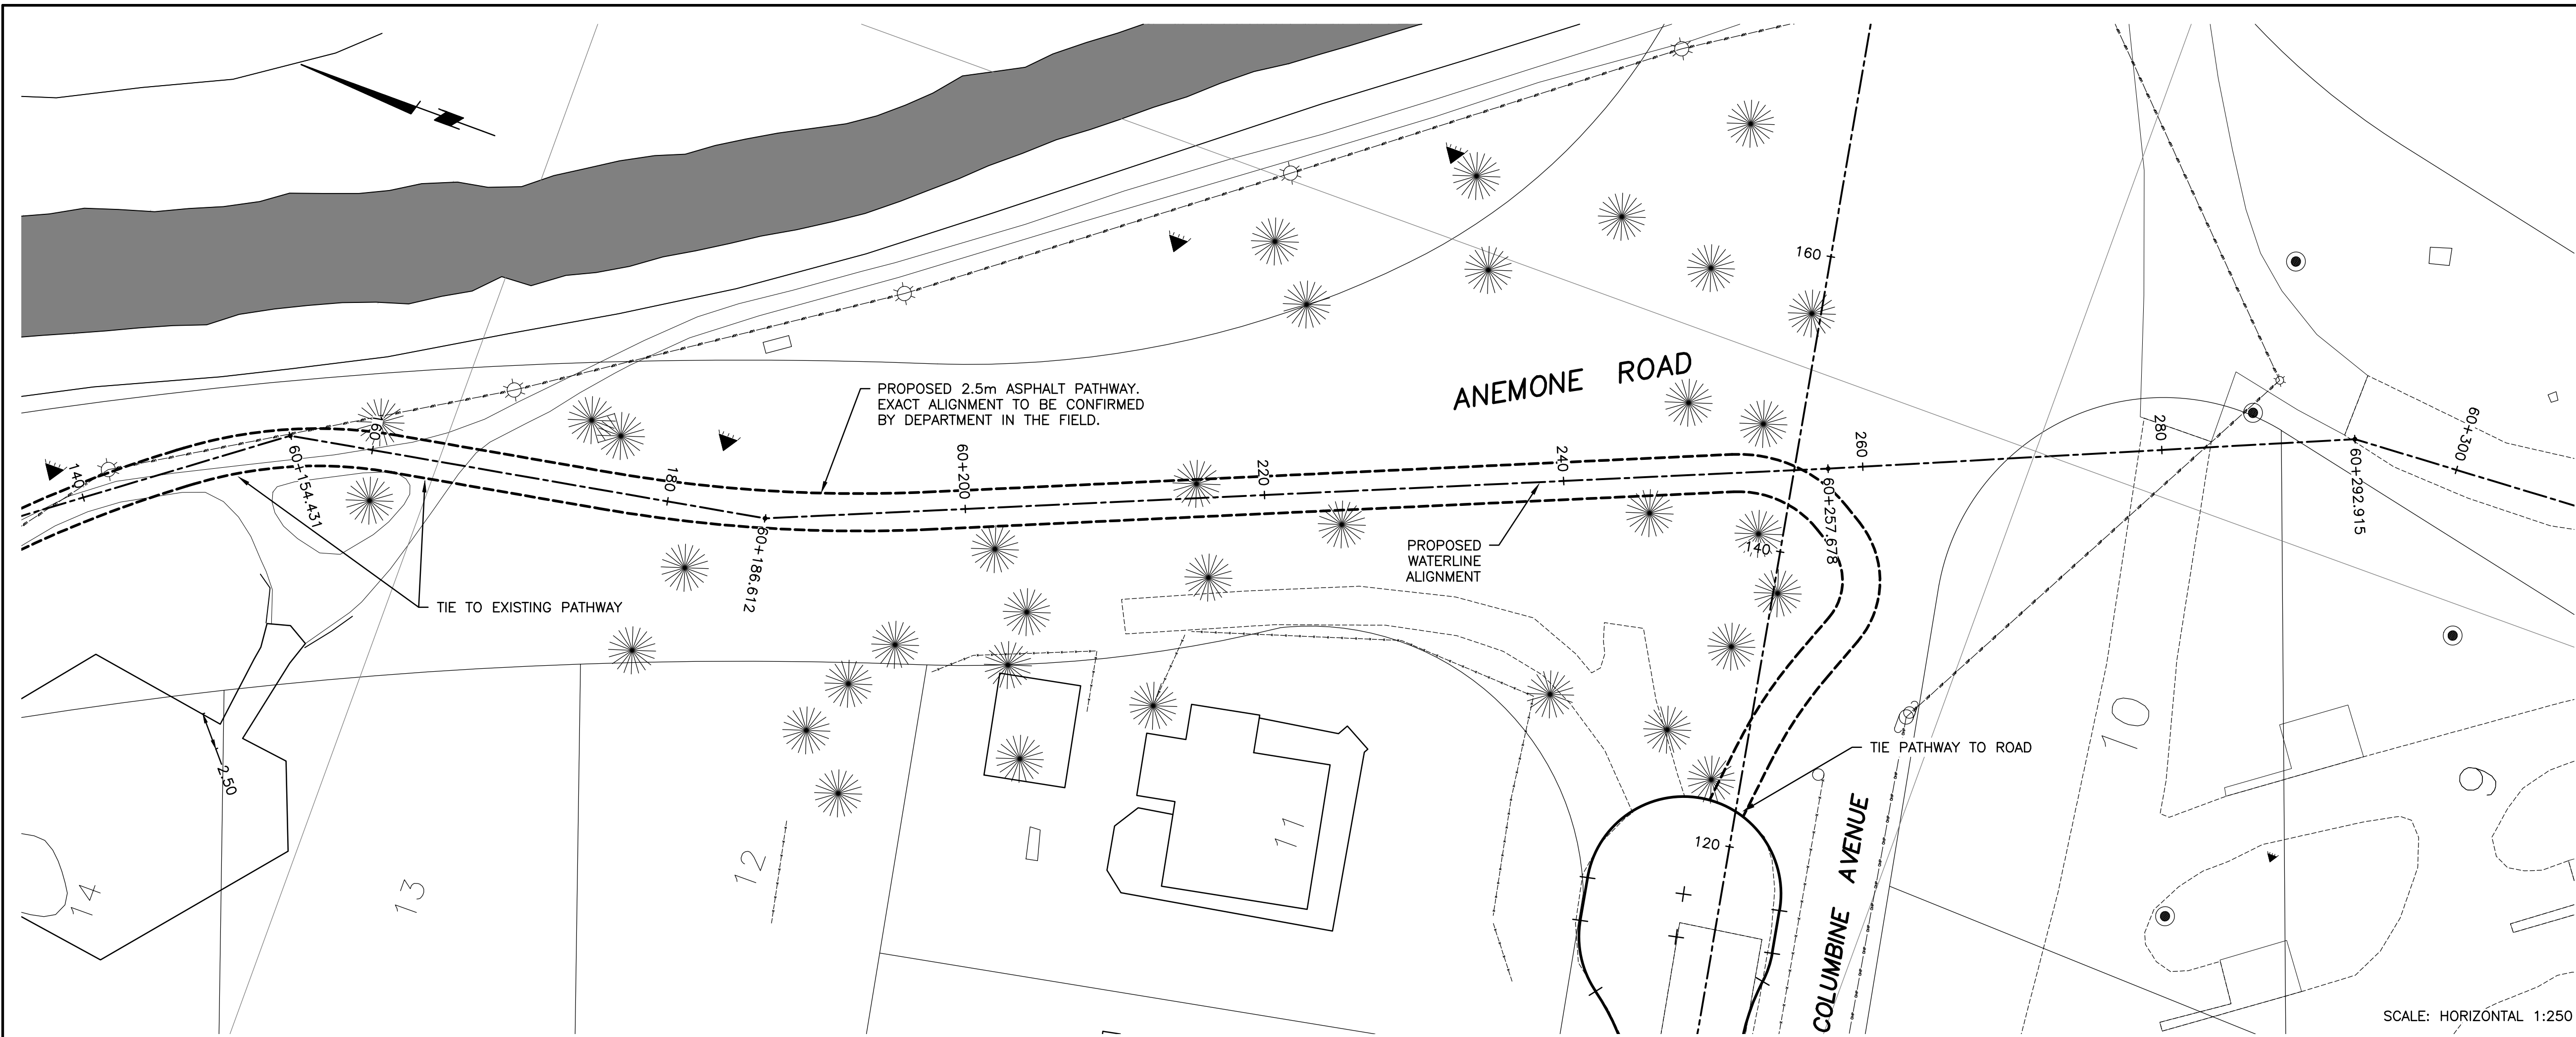 160
ANEMONE ROAD
PROPOSED 2.5m ASPHALT PATHWAY.
EXACT ALIGNMENT TO BE CONFIRMED
BY DEPARTMENT IN THE FIELD.
140
60+154.431
60
180
60+186.612
60+200
220
240
260
60+257.678
280
60+292.915
60+300
PROPOSED
WATERLINE
ALIGNMENT
140
TIE TO EXISTING PATHWAY
TIE PATHWAY TO ROAD
2.50
120
COLUMBINE AVENUE
14
13
12
11
10
9
SCALE: HORIZONTAL 1:250